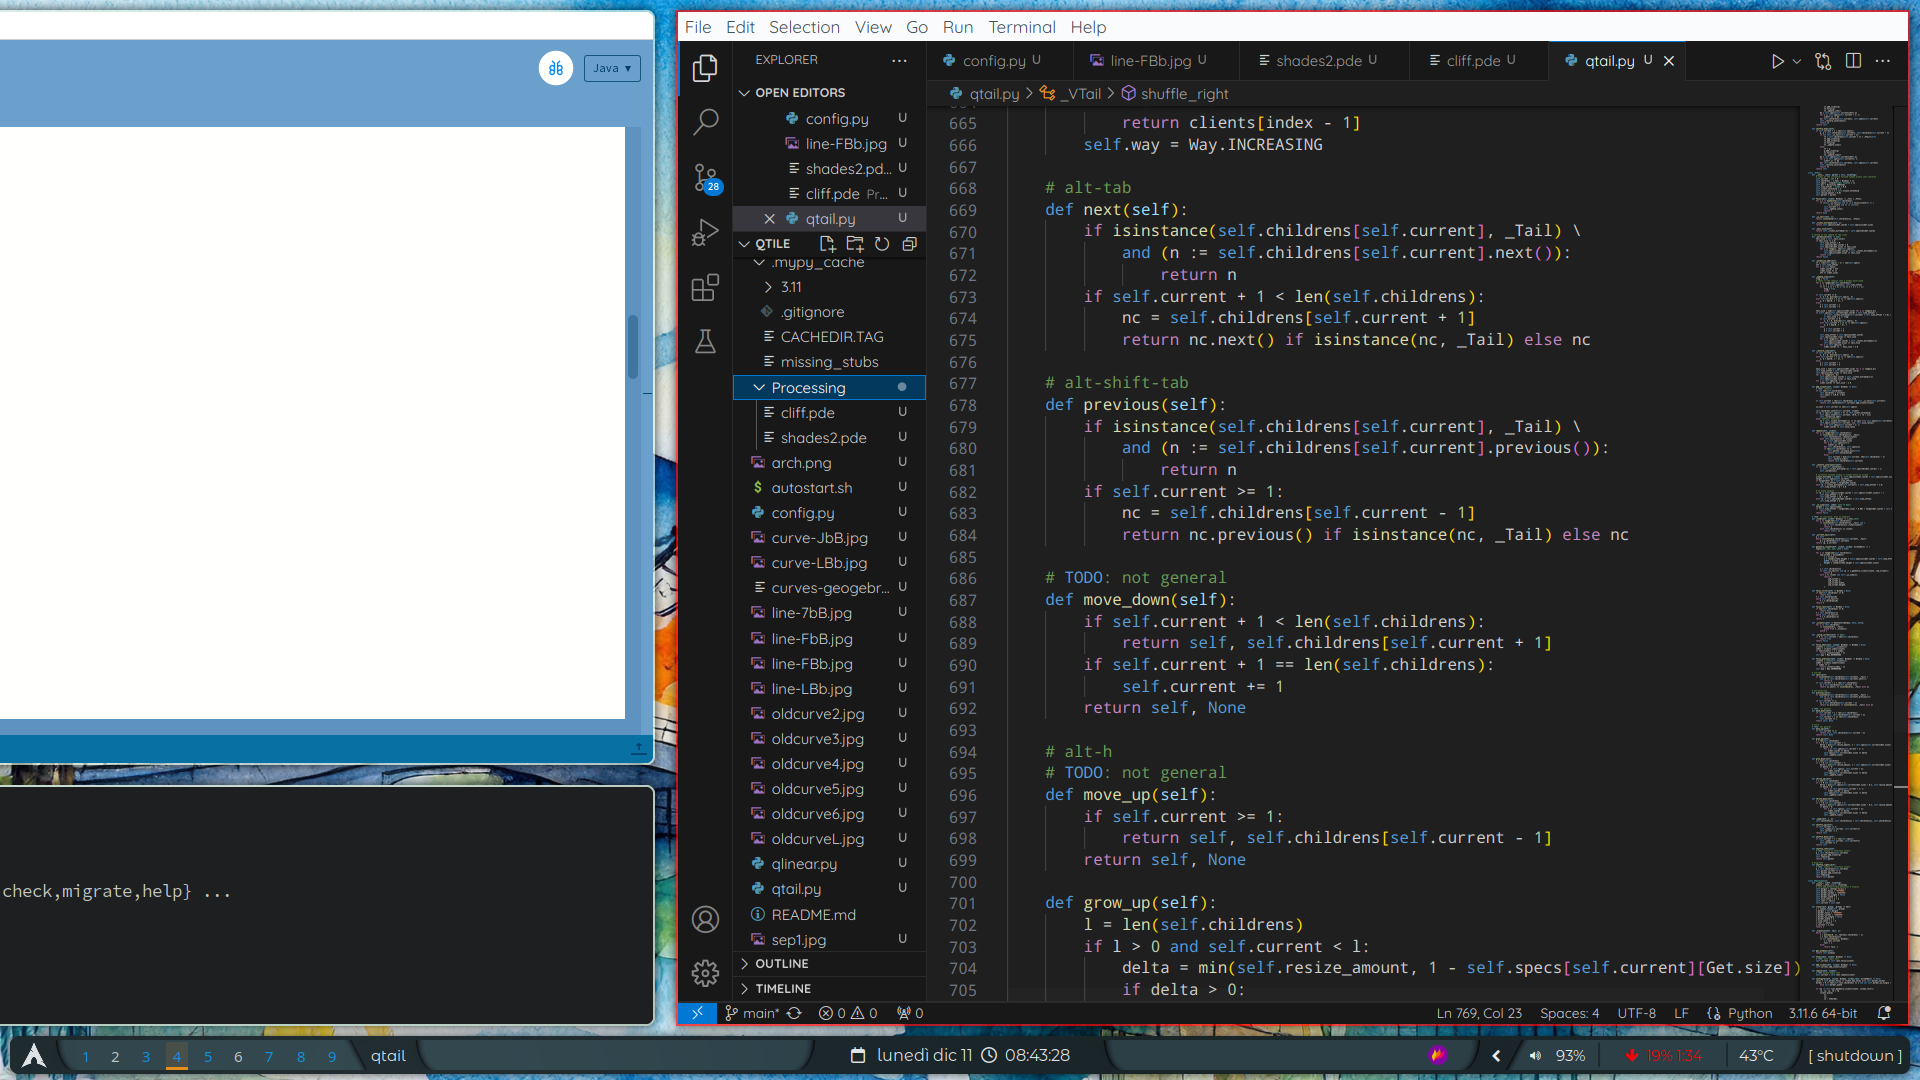 Java ▾
check,migrate,help} ...
File Edit Selection View Go Run Terminal Help
EXPLORER
OPEN EDITORS
config.py U
line-FBb.jpg U
shades2.pd... U
cliff.pde Pr... U
qtail.py U
28
QTILE
.mypy_cache
3.11
.gitignore
CACHEDIR.TAG
missing_stubs
Processing
cliff.pde U
shades2.pde U
arch.png U
autostart.sh U
config.py U
curve-JbB.jpg U
curve-LBb.jpg U
curves-geogebr... U
line-7bB.jpg U
line-FbB.jpg U
line-FBb.jpg U
line-LBb.jpg U
oldcurve2.jpg U
oldcurve3.jpg U
oldcurve4.jpg U
oldcurve5.jpg U
oldcurve6.jpg U
oldcurveL.jpg U
qlinear.py U
qtail.py U
README.md
sep1.jpg U
OUTLINE
TIMELINE
config.py U line-FBb.jpg U shades2.pde U cliff.pde U qtail.py U
qtail.py > _VTail > shuffle_right
665 return clients[index - 1]
666 self.way = Way.INCREASING
667
668 # alt-tab
669 def next(self):
670 if isinstance(self.childrens[self.current], _Tail) \
671 and (n := self.childrens[self.current].next()):
672 return n
673 if self.current + 1 < len(self.childrens):
674 nc = self.childrens[self.current + 1]
675 return nc.next() if isinstance(nc, _Tail) else nc
676
677 # alt-shift-tab
678 def previous(self):
679 if isinstance(self.childrens[self.current], _Tail) \
680 and (n := self.childrens[self.current].previous()):
681 return n
682 if self.current >= 1:
683 nc = self.childrens[self.current - 1]
684 return nc.previous() if isinstance(nc, _Tail) else nc
685
686 # TODO: not general
687 def move_down(self):
688 if self.current + 1 < len(self.childrens):
689 return self, self.childrens[self.current + 1]
690 if self.current + 1 == len(self.childrens):
691 self.current += 1
692 return self, None
693
694 # alt-h
695 # TODO: not general
696 def move_up(self):
697 if self.current >= 1:
698 return self, self.childrens[self.current - 1]
699 return self, None
700
701 def grow_up(self):
702 l = len(self.childrens)
703 if l > 0 and self.current < l:
704 delta = min(self.resize_amount, 1 - self.specs[self.current][Get.size])
705 if delta > 0:
main* 0 0 0 Ln 769, Col 23 Spaces: 4 UTF-8 LF Python 3.11.6 64-bit
1 2 3 4 5 6 7 8 9 qtail lunedì dic 11 08:43:28 93% 19% 1:34 43°C [ shutdown ]